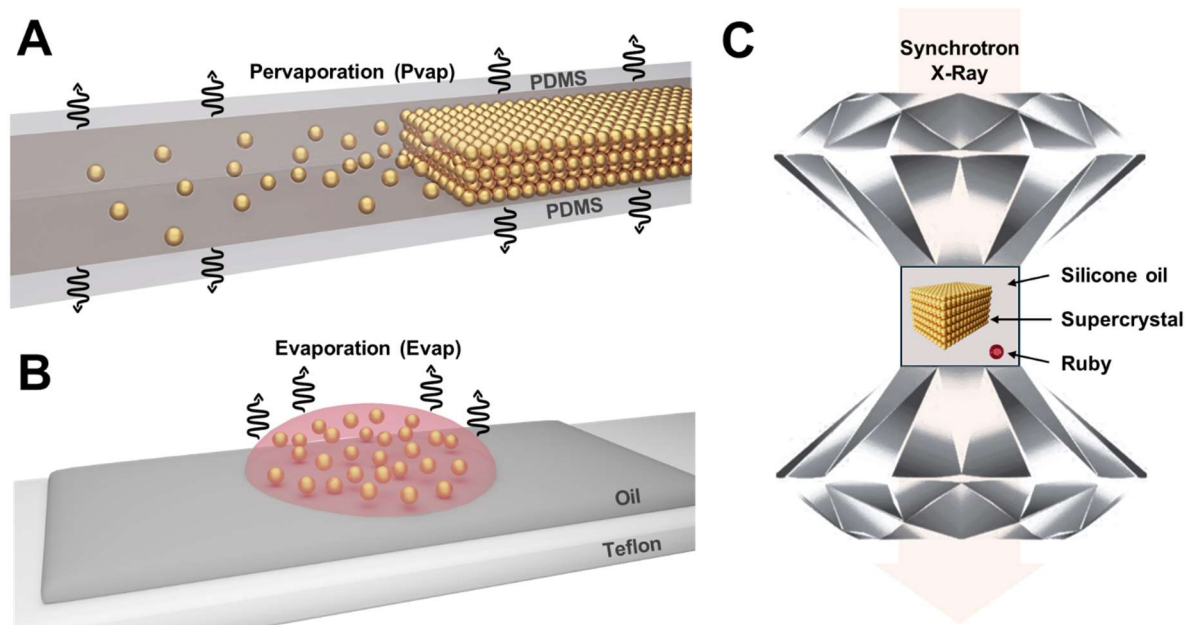 A
Pervaporation (Pvap)
PDMS
PDMS
B
Evaporation (Evap)
Oil
Teflon
C
Synchrotron
X-Ray
Silicone oil
Supercrystal
Ruby